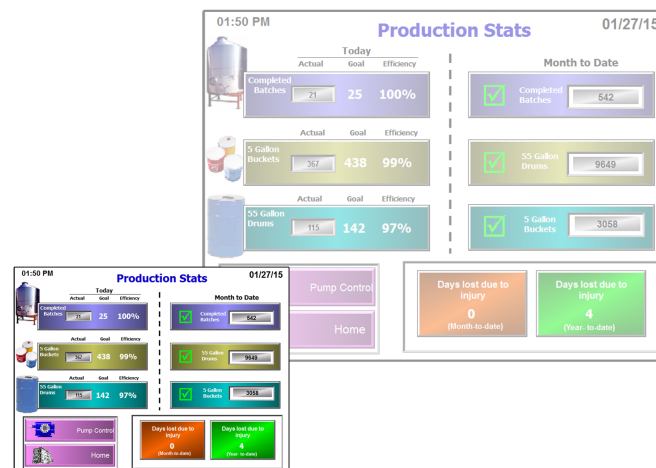 01:50 PM
Production Stats
01/27/15
Today
Actual Goal Efficiency
Month to Date
Completed
Batches
21 25 100%
Completed
Batches
542
Actual Goal Efficiency
5 Gallon
Buckets
367 438 99%
55 Gallon
Drums
9649
Actual Goal Efficiency
55 Gallon
Drums
115 142 97%
5 Gallon
Buckets
3058
Pump Control
Home
Days lost due to
injury
0
(Month-to-date)
Days lost due to
injury
4
(Year- to-date)
01:50 PM
Production Stats
01/27/15
Today
Actual Goal Efficiency
Month to Date
Completed
Batches
21 25 100%
Completed
Batches
542
Actual Goal Efficiency
5 Gallon
Buckets
367 438 99%
55 Gallon
Drums
9649
Actual Goal Efficiency
55 Gallon
Drums
115 142 97%
5 Gallon
Buckets
3058
Pump Control
Home
Days lost due to
injury
0
(Month-to-date)
Days lost due to
injury
4
(Year- to-date)